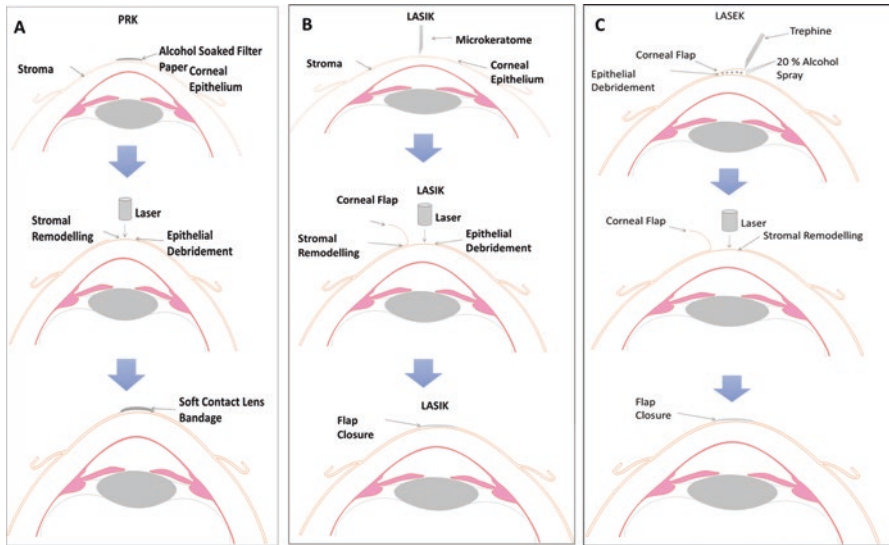 A
PRK
Alcohol Soaked Filter
Paper
Stroma
Corneal
Epithelium
Stromal
Remodelling
Laser
Epithelial
Debridement
Soft Contact Lens
Bandage
B
LASIK
Microkeratome
Stroma
Corneal
Epithelium
LASIK
Corneal Flap
Laser
Stromal
Remodelling
Epithelial
Debridement
LASIK
Flap
Closure
C
LASEK
Trephine
Corneal Flap
Epithelial
Debridement
20 % Alcohol
Spray
Corneal Flap
Laser
Stromal Remodelling
Flap
Closure